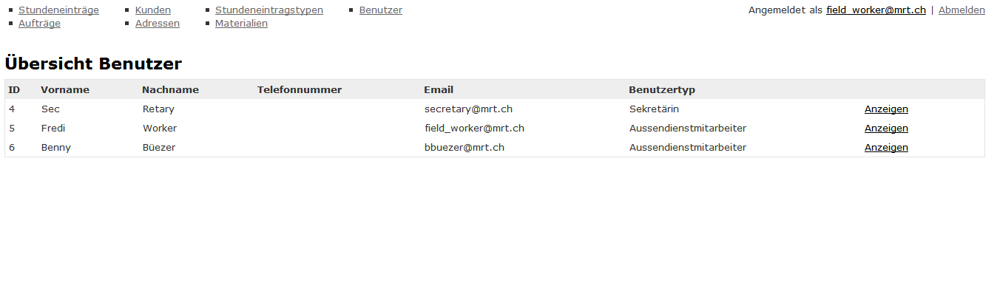 Stundeneinträge Kunden Stundeneintragstypen Benutzer Angemeldet als field_worker@mrt.ch | Abmelden
Aufträge Adressen Materialien
Übersicht Benutzer
ID Vorname Nachname Telefonnummer Email Benutzertyp
4 Sec Retary secretary@mrt.ch Sekretärin Anzeigen
5 Fredi Worker field_worker@mrt.ch Aussendienstmitarbeiter Anzeigen
6 Benny Büezer bbuezer@mrt.ch Aussendienstmitarbeiter Anzeigen